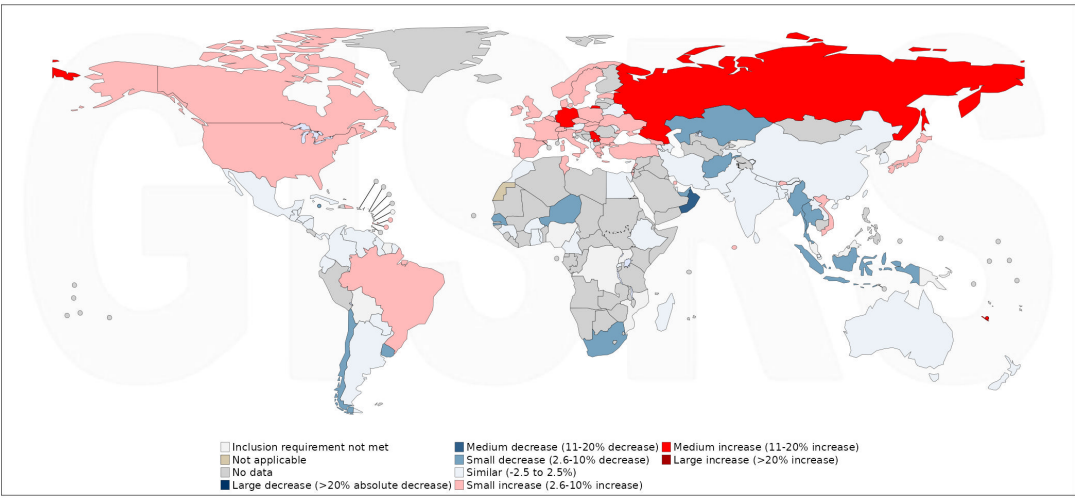 GISRS
Inclusion requirement not met
Not applicable
No data
Large decrease (>20% absolute decrease)
Medium decrease (11-20% decrease)
Small decrease (2.6-10% decrease)
Similar (-2.5 to 2.5%)
Small increase (2.6-10% increase)
Medium increase (11-20% increase)
Large increase (>20% increase)